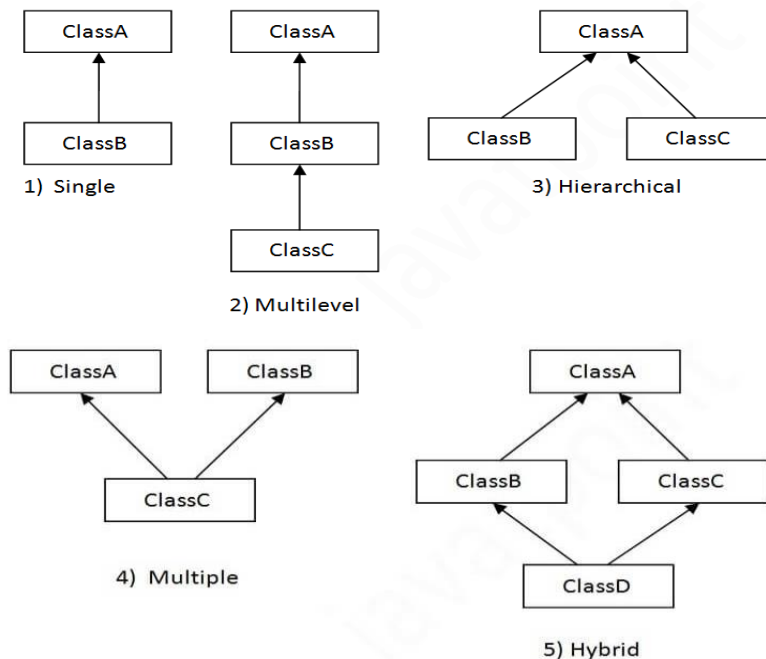 ClassA
ClassB
1) Single
ClassA
ClassB
ClassC
2) Multilevel
ClassA
ClassB
ClassC
3) Hierarchical
ClassA
ClassB
ClassC
4) Multiple
ClassA
ClassB
ClassC
ClassD
5) Hybrid